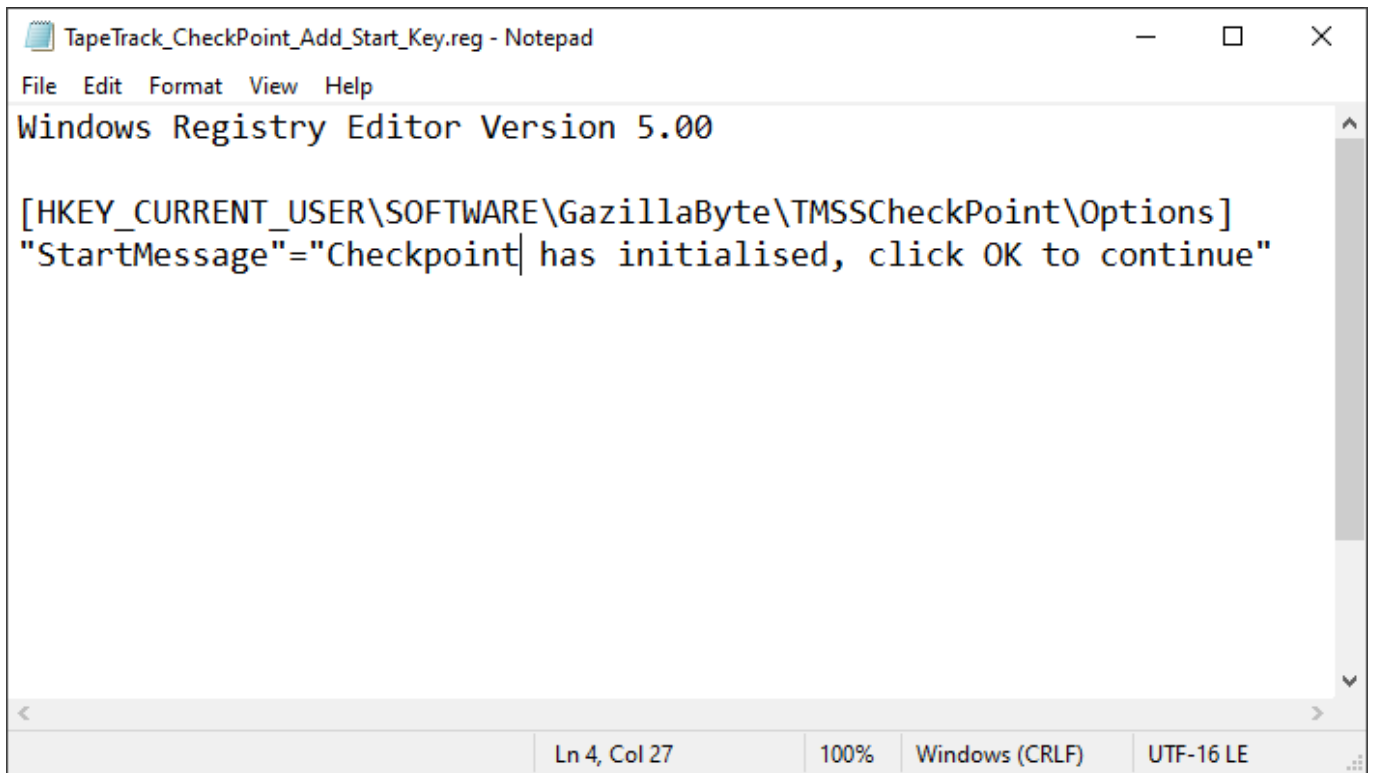 TapeTrack_CheckPoint_Add_Start_Key.reg - Notepad
File Edit Format View Help
Windows Registry Editor Version 5.00
[HKEY_CURRENT_USER\SOFTWARE\GazillaByte\TMSSCheckPoint\Options]
"StartMessage"="Checkpoint has initialised, click OK to continue"
Ln 4, Col 27 100% Windows (CRLF) UTF-16 LE